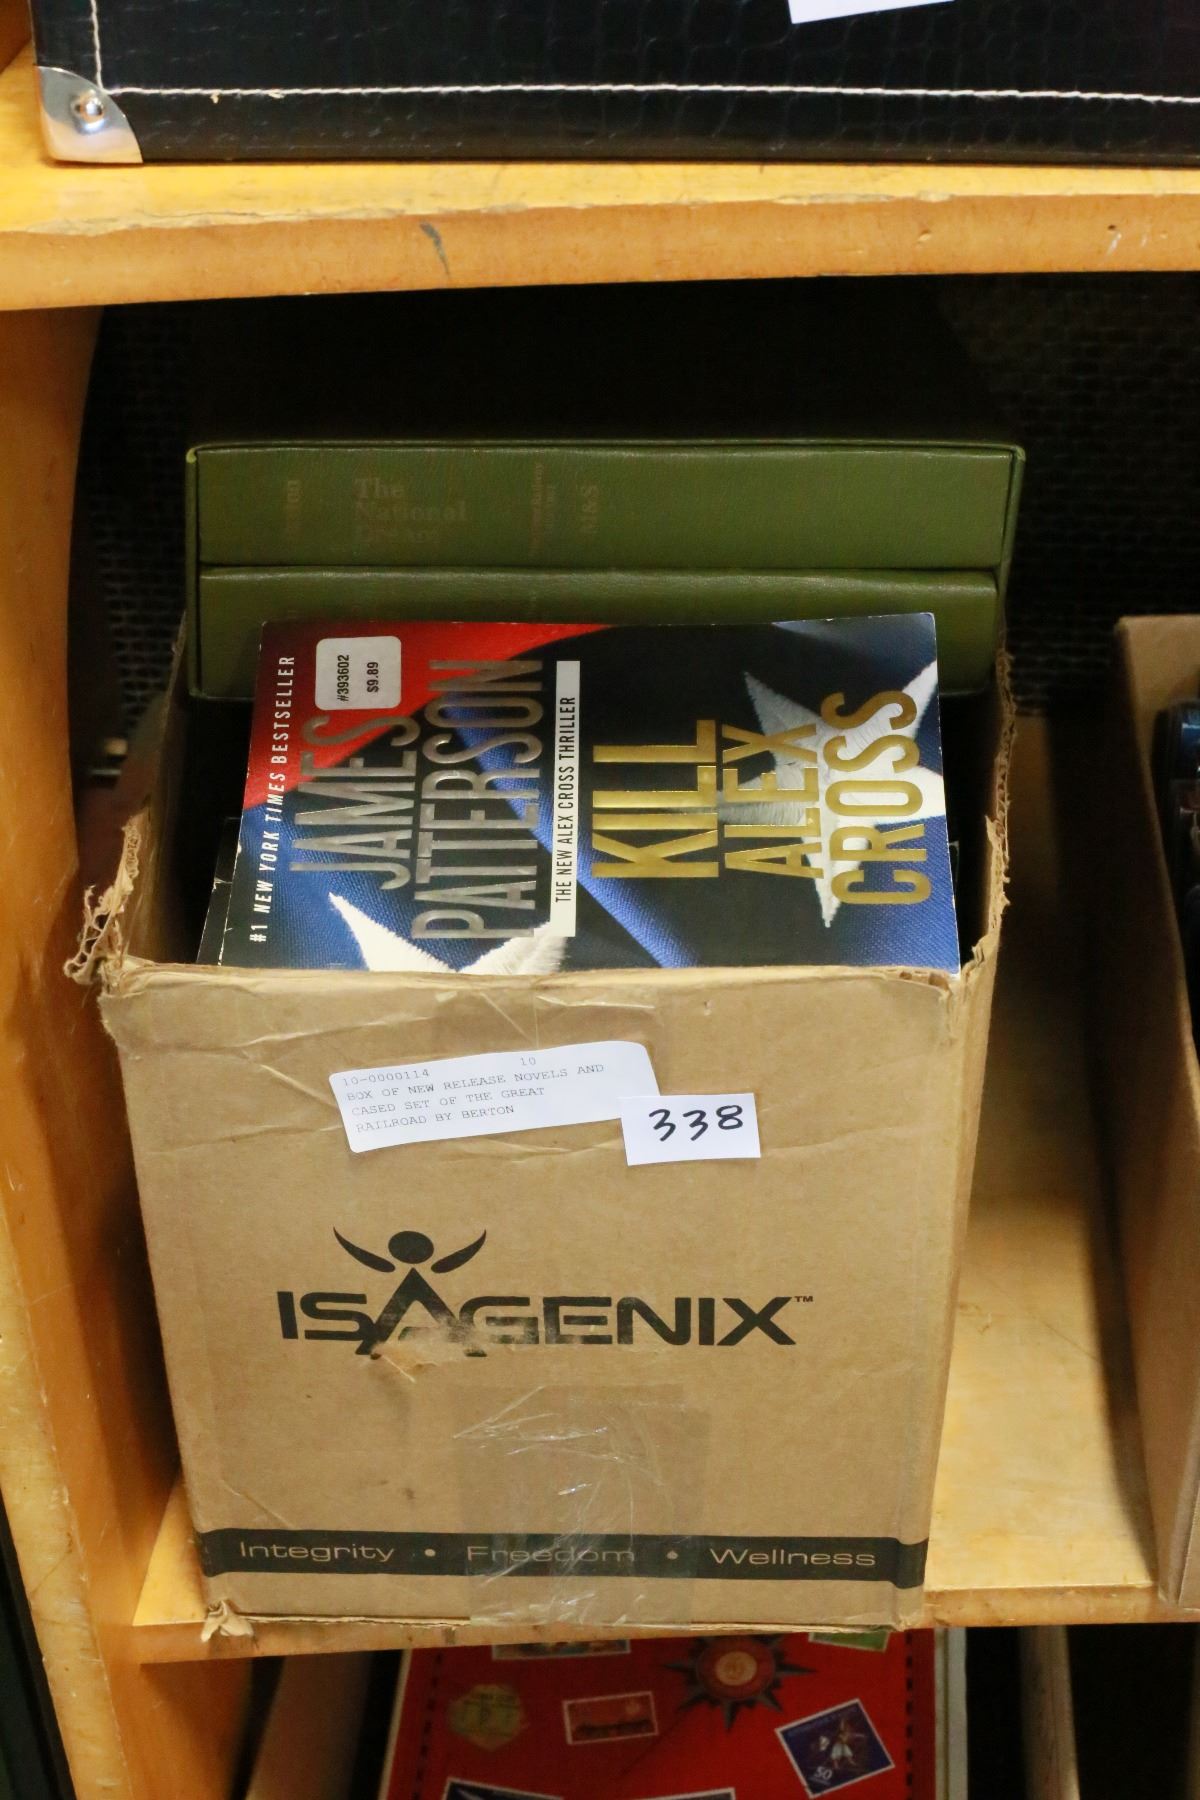 The
National
Dream
M&S
#1 NEW YORK TIMES BESTSELLER
#393602
$9.89
JAMES
PATTERSON
THE NEW ALEX CROSS THRILLER
KILL
ALEX
CROSS
10-0000114 10
BOX OF NEW RELEASE NOVELS AND
CASED SET OF THE GREAT
RAILROAD BY BERTON
338
ISAGENIX™
Integrity • Freedom • Wellness
50